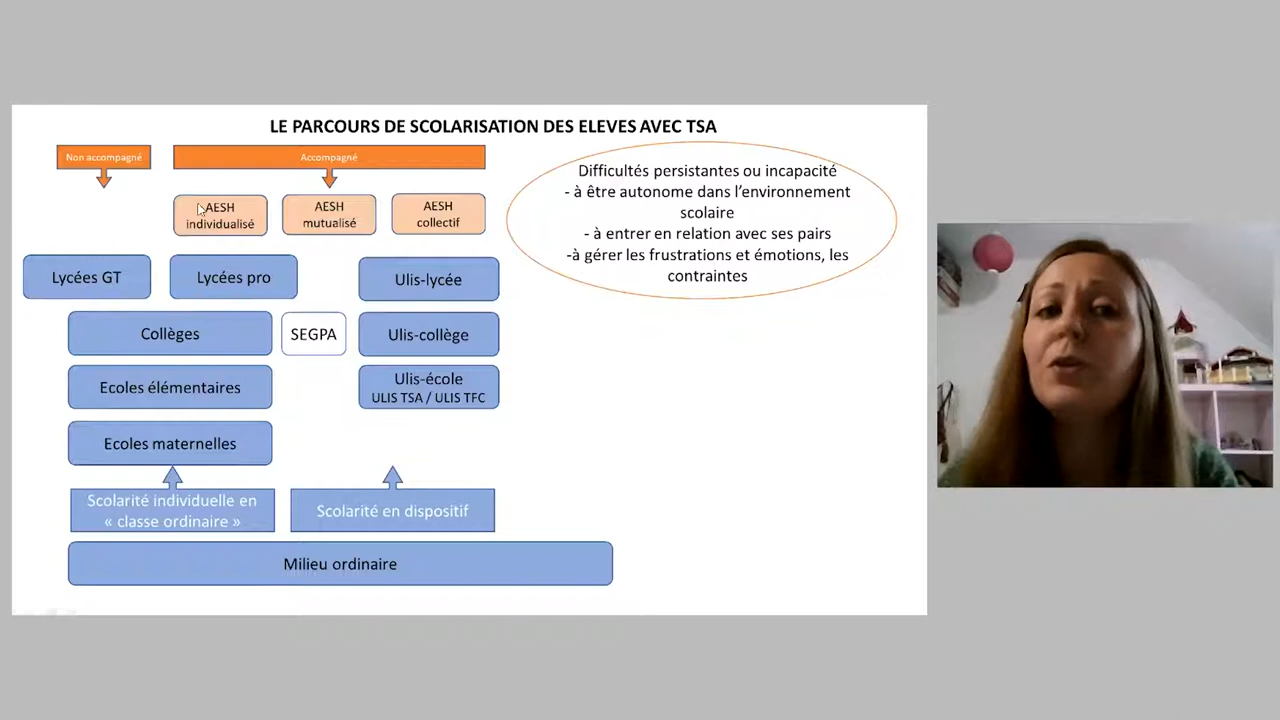 LE PARCOURS DE SCOLARISATION DES ELEVES AVEC TSA
Non accompagné
Accompagné
AESH
individualisé
AESH
mutualisé
AESH
collectif
Difficultés persistantes ou incapacité
- à être autonome dans l'environnement
scolaire
- à entrer en relation avec ses pairs
-à gérer les frustrations et émotions, les
contraintes
Lycées GT
Lycées pro
Ulis-lycée
Collèges
SEGPA
Ulis-collège
Ecoles élémentaires
Ulis-école
ULIS TSA / ULIS TFC
Ecoles maternelles
Scolarité individuelle en
« classe ordinaire »
Scolarité en dispositif
Milieu ordinaire